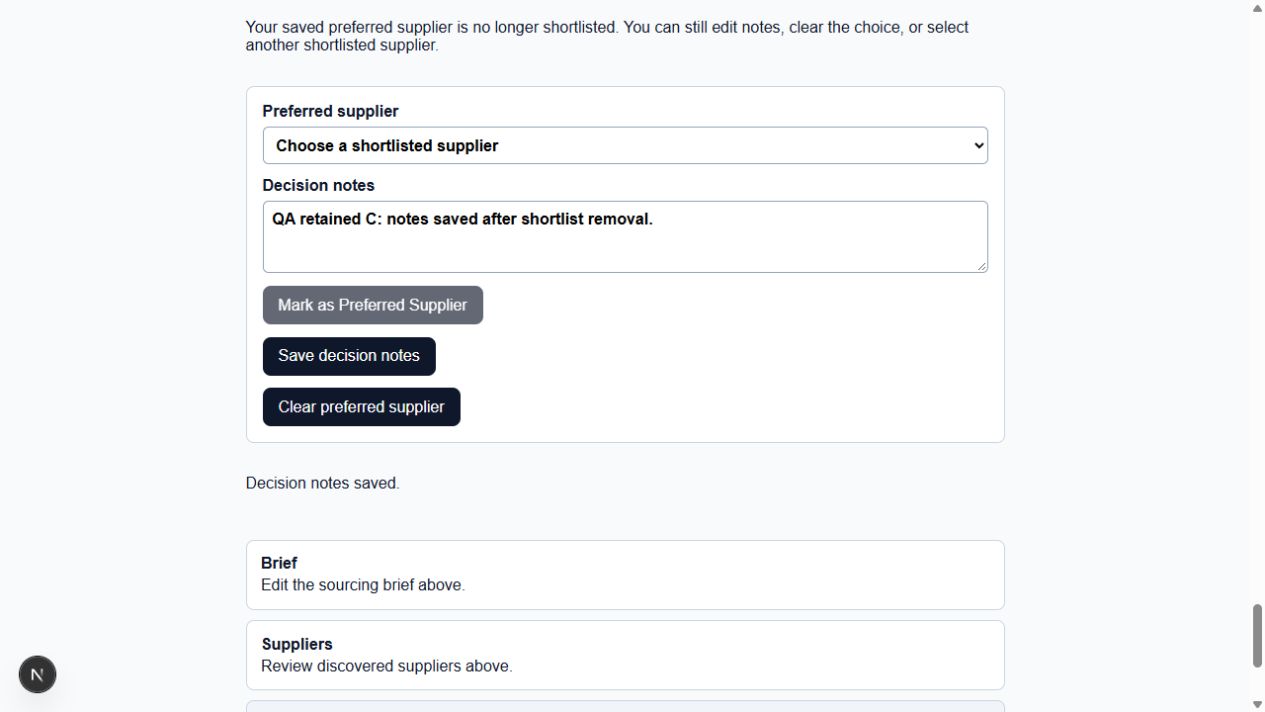 Your saved preferred supplier is no longer shortlisted. You can still edit notes, clear the choice, or select
another shortlisted supplier.
Preferred supplier
Choose a shortlisted supplier
Decision notes
QA retained C: notes saved after shortlist removal.
Mark as Preferred Supplier
Save decision notes
Clear preferred supplier
Decision notes saved.
Brief
Edit the sourcing brief above.
Suppliers
Review discovered suppliers above.
N